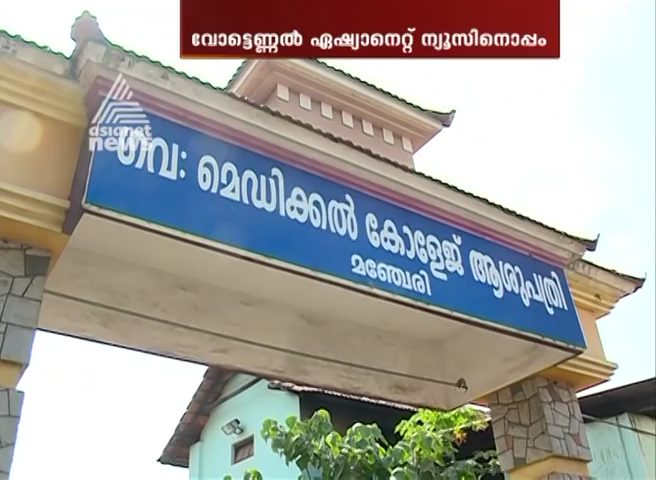 വോട്ടെണ്ണൽ ഏഷ്യാനെറ്റ് ന്യൂസിനൊപ്പം
asianet
news
ഗവ: മെഡിക്കൽ കോളേജ് ആശുപത്രി
മഞ്ചേരി